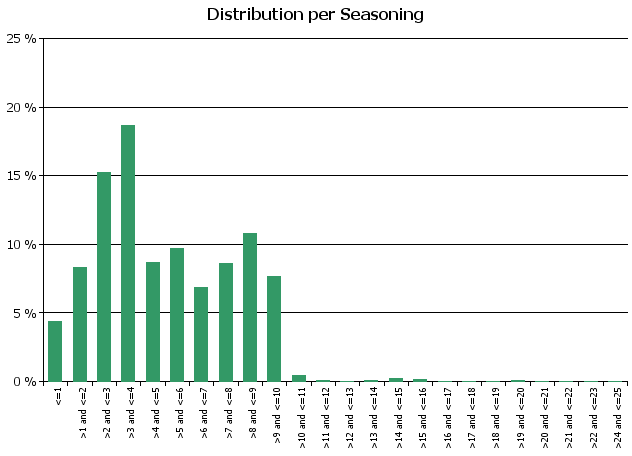 Distribution per Seasoning
25 %
20 %
15 %
10 %
5 %
0 %
<=1
>1 and <=2
>2 and <=3
>3 and <=4
>4 and <=5
>5 and <=6
>6 and <=7
>7 and <=8
>8 and <=9
>9 and <=10
>10 and <=11
>11 and <=12
>12 and <=13
>13 and <=14
>14 and <=15
>15 and <=16
>16 and <=17
>17 and <=18
>18 and <=19
>19 and <=20
>20 and <=21
>21 and <=22
>22 and <=23
>24 and <=25